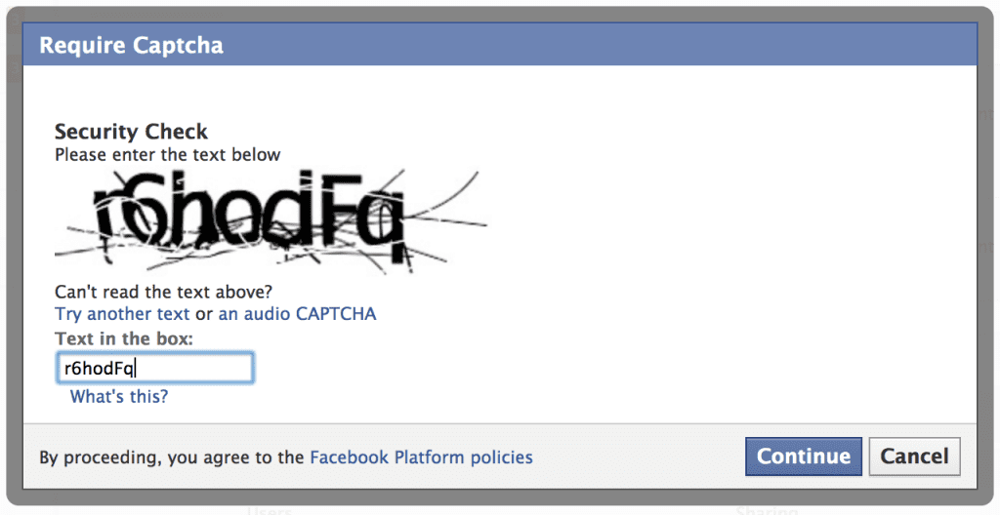 Require Captcha
Security Check
Please enter the text below
r6hodFq
Can't read the text above?
Try another text or an audio CAPTCHA
Text in the box:
r6hodFq
What's this?
By proceeding, you agree to the Facebook Platform policies
Continue
Cancel
Users
Sharing